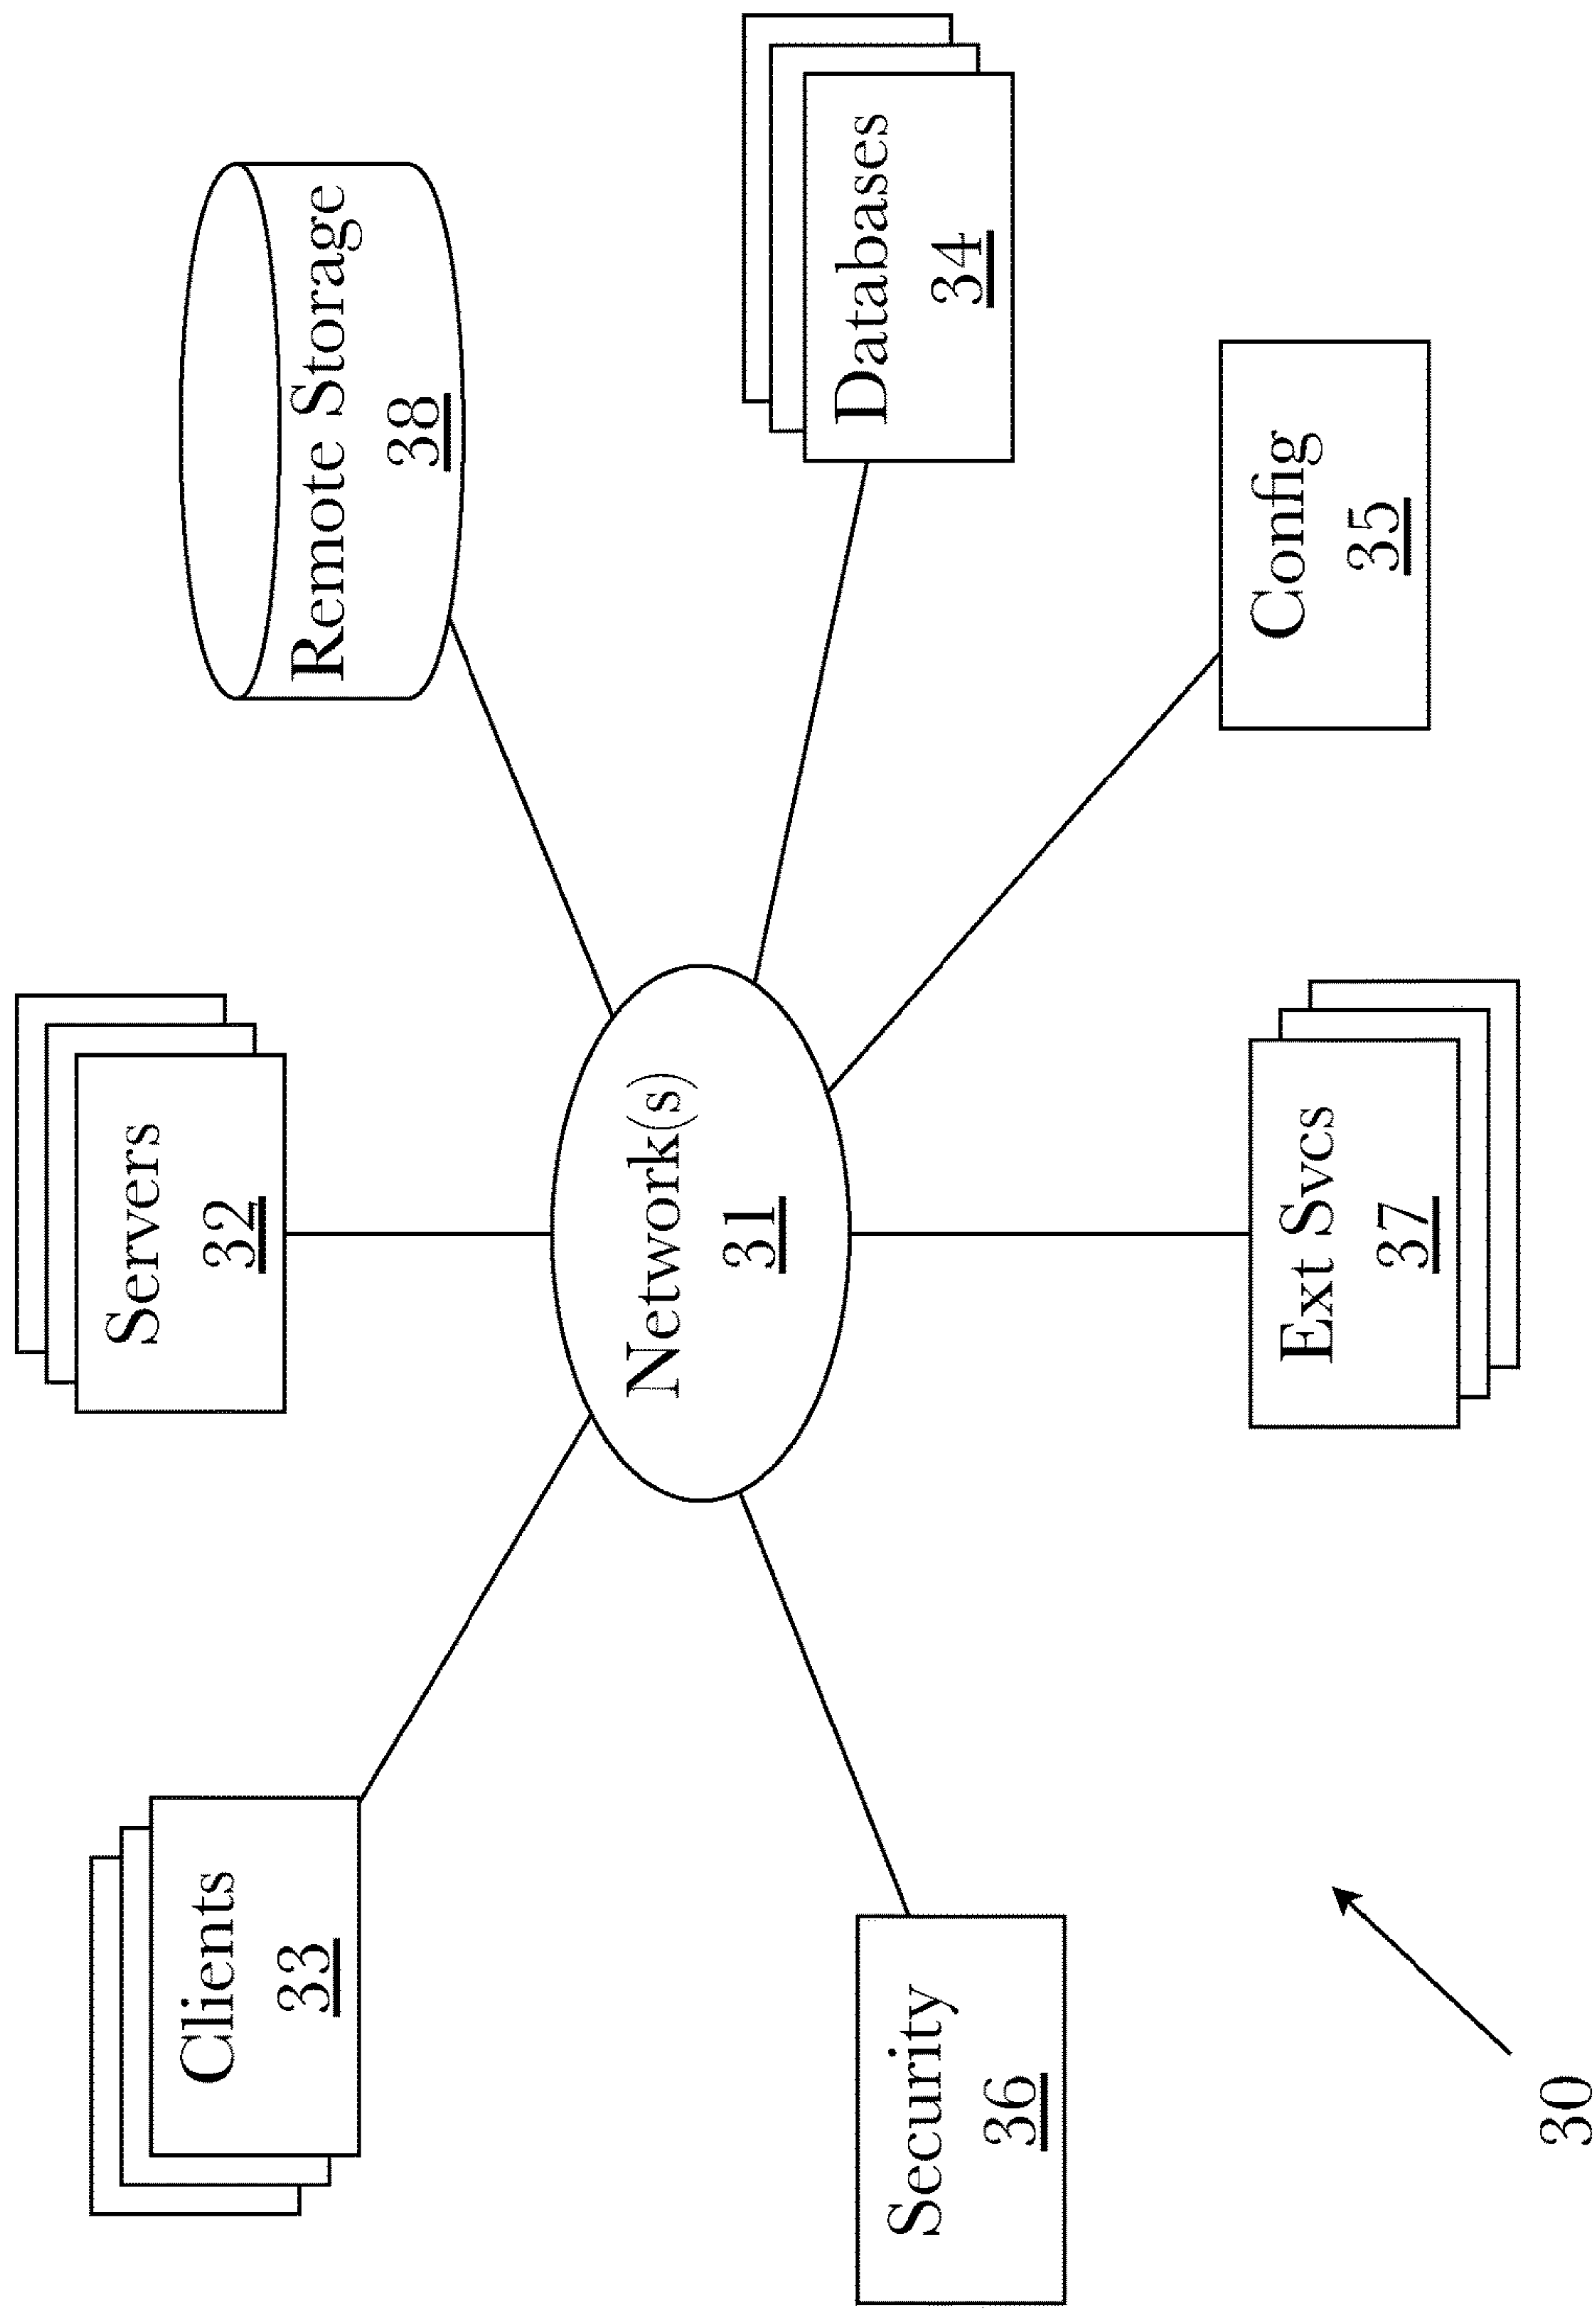 Servers
32
Clients
33
Remote Storage
38
Network(s)
31
Databases
34
Security
36
Config
35
Ext Svcs
37
30